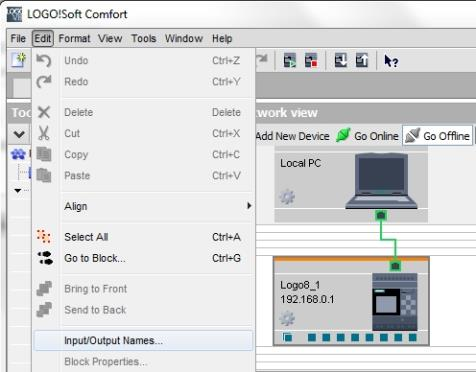 LOGO!Soft Comfort
File Edit Format View Tools Window Help
Undo Ctrl+Z
Redo Ctrl+Y
Delete Delete
Cut Ctrl+X
Copy Ctrl+C
Paste Ctrl+V
Align
Select All Ctrl+A
Go to Block... Ctrl+G
Bring to Front
Send to Back
Input/Output Names...
Block Properties...
work view
Add New Device Go Online Go Offline
Local PC
Logo8_1
192.168.0.1